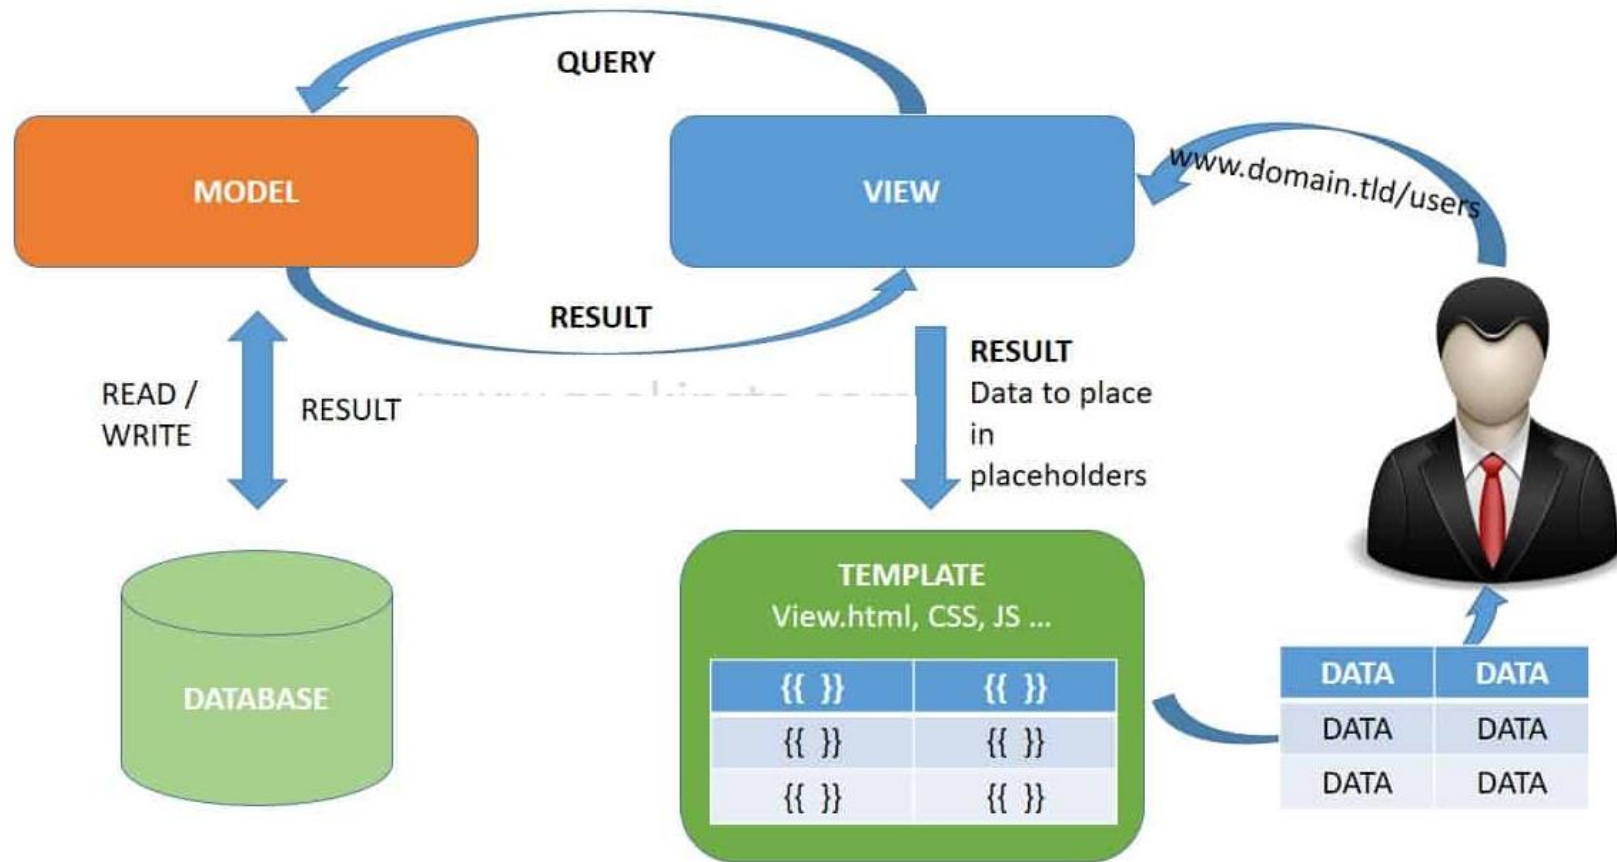 QUERY
MODEL
VIEW
www.domain.tld/users
RESULT
READ /
WRITE
RESULT
RESULT
Data to place
in
placeholders
TEMPLATE
View.html, CSS, JS ...
{{ }} {{ }}
{{ }} {{ }}
{{ }} {{ }}
DATABASE
DATA DATA
DATA DATA
DATA DATA